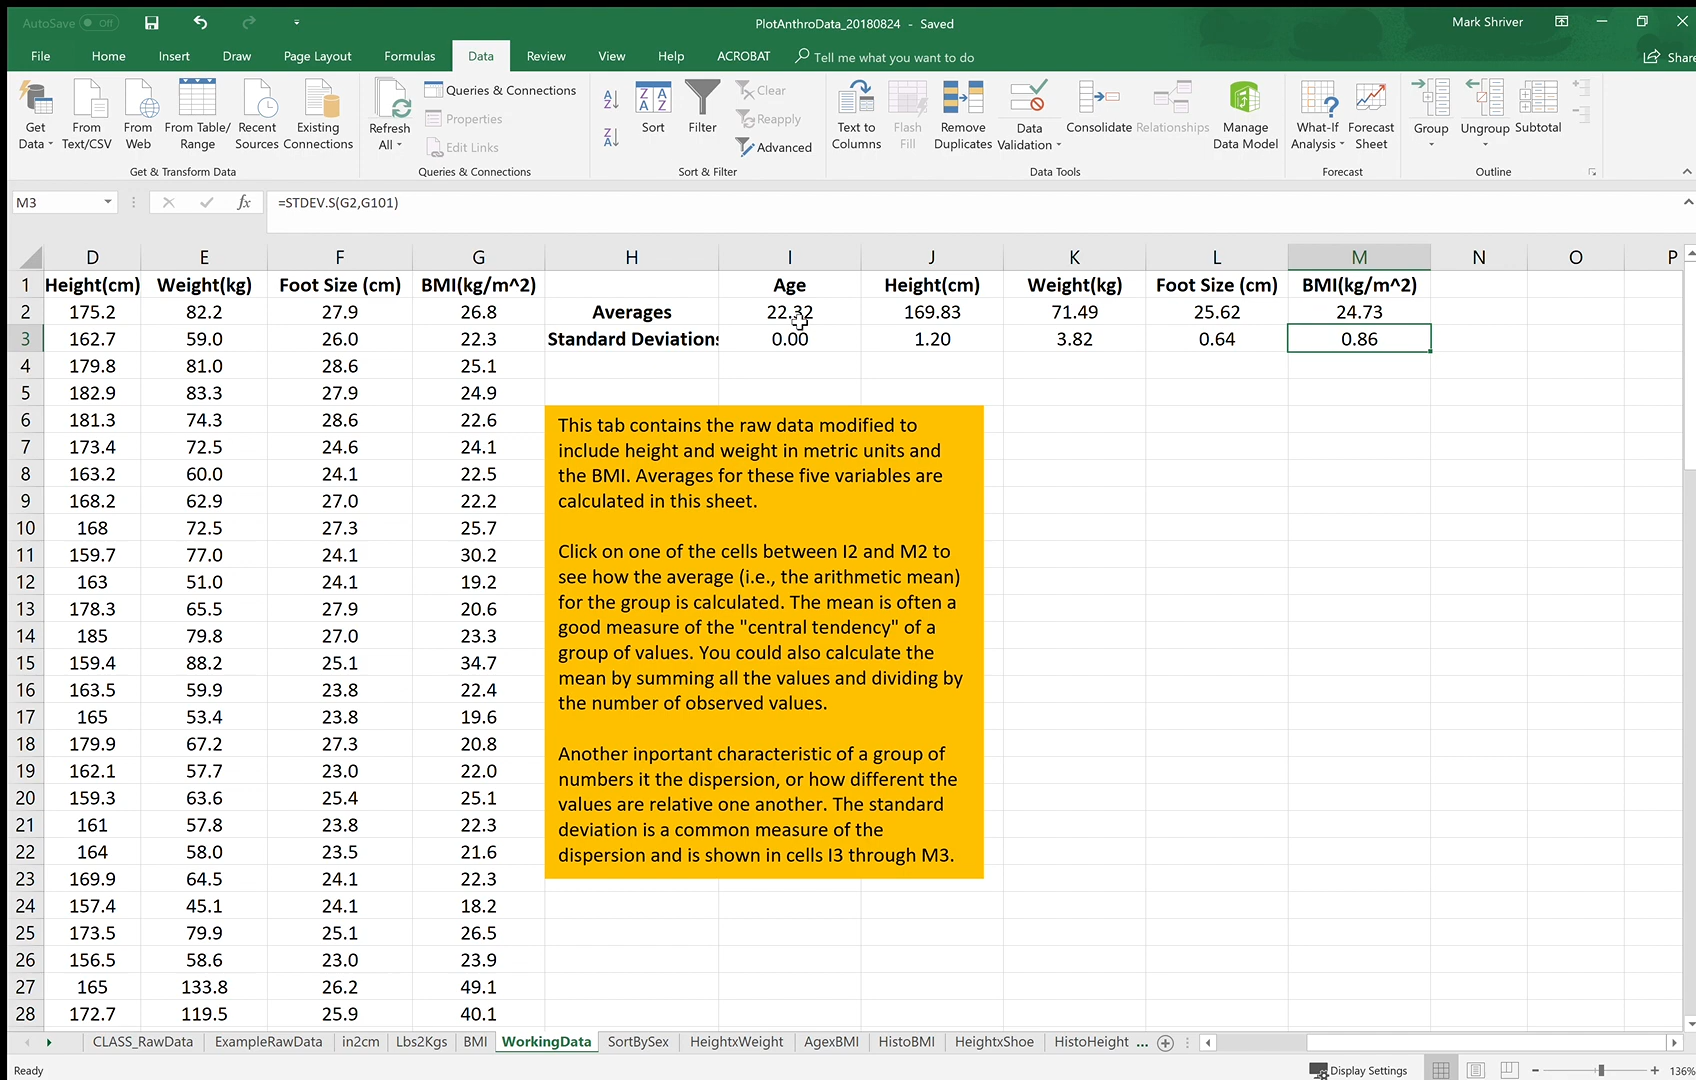 AutoSave Off PlotAnthroData_20180824 - Saved Mark Shriver
File Home Insert Draw Page Layout Formulas Data Review View Help ACROBAT Tell me what you want to do Share
Get Data From Text/CSV From Web From Table/ Range Recent Sources Existing Connections
Refresh All Queries & Connections Properties Edit Links
Sort Filter Clear Reapply Advanced
Text to Columns Flash Fill Remove Duplicates Data Validation Consolidate Relationships Manage Data Model
What-If Analysis Forecast Sheet Group Ungroup Subtotal
Get & Transform Data Queries & Connections Sort & Filter Data Tools Forecast Outline
M3 fx =STDEV.S(G2,G101)
D E F G H I J K L M N O P
1 Height(cm) Weight(kg) Foot Size (cm) BMI(kg/m^2) Age Height(cm) Weight(kg) Foot Size (cm) BMI(kg/m^2)
2 175.2 82.2 27.9 26.8 Averages 22.32 169.83 71.49 25.62 24.73
3 162.7 59.0 26.0 22.3 Standard Deviations 0.00 1.20 3.82 0.64 0.86
4 179.8 81.0 28.6 25.1
5 182.9 83.3 27.9 24.9
6 181.3 74.3 28.6 22.6
7 173.4 72.5 24.6 24.1
8 163.2 60.0 24.1 22.5
9 168.2 62.9 27.0 22.2
10 168 72.5 27.3 25.7
11 159.7 77.0 24.1 30.2
12 163 51.0 24.1 19.2
13 178.3 65.5 27.9 20.6
14 185 79.8 27.0 23.3
15 159.4 88.2 25.1 34.7
16 163.5 59.9 23.8 22.4
17 165 53.4 23.8 19.6
18 179.9 67.2 27.3 20.8
19 162.1 57.7 23.0 22.0
20 159.3 63.6 25.4 25.1
21 161 57.8 23.8 22.3
22 164 58.0 23.5 21.6
23 169.9 64.5 24.1 22.3
24 157.4 45.1 24.1 18.2
25 173.5 79.9 25.1 26.5
26 156.5 58.6 23.0 23.9
27 165 133.8 26.2 49.1
28 172.7 119.5 25.9 40.1
This tab contains the raw data modified to
include height and weight in metric units and
the BMI. Averages for these five variables are
calculated in this sheet.
Click on one of the cells between I2 and M2 to
see how the average (i.e., the arithmetic mean)
for the group is calculated. The mean is often a
good measure of the "central tendency" of a
group of values. You could also calculate the
mean by summing all the values and dividing by
the number of observed values.
Another inportant characteristic of a group of
numbers it the dispersion, or how different the
values are relative one another. The standard
deviation is a common measure of the
dispersion and is shown in cells I3 through M3.
CLASS_RawData ExampleRawData in2cm Lbs2Kgs BMI WorkingData SortBySex HeightxWeight AgexBMI HistoBMI HeightxShoe HistoHeight ...
Ready Display Settings 136%